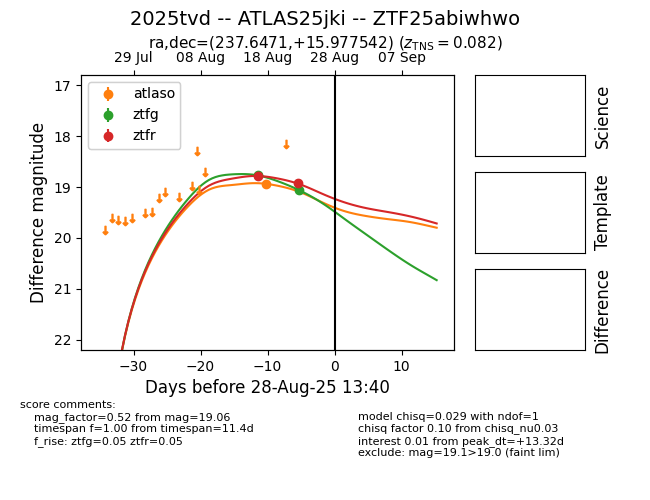 2025tvd -- ATLAS25jki -- ZTF25abiwhwo
ra,dec=(237.6471,+15.977542) (z_TNS = 0.082)
29 Jul 08 Aug 18 Aug 28 Aug 07 Sep
atlaso
ztfg
ztfr
17
18
19
20
21
22
Difference magnitude
−30 −20 −10 0 10
Days before 28-Aug-25 13:40
Science
Template
Difference
score comments:
mag_factor=0.52 from mag=19.06
timespan f=1.00 from timespan=11.4d
f_rise: ztfg=0.05 ztfr=0.05
model chisq=0.029 with ndof=1
chisq factor 0.10 from chisq_nu0.03
interest 0.01 from peak_dt=+13.32d
exclude: mag=19.1>19.0 (faint lim)